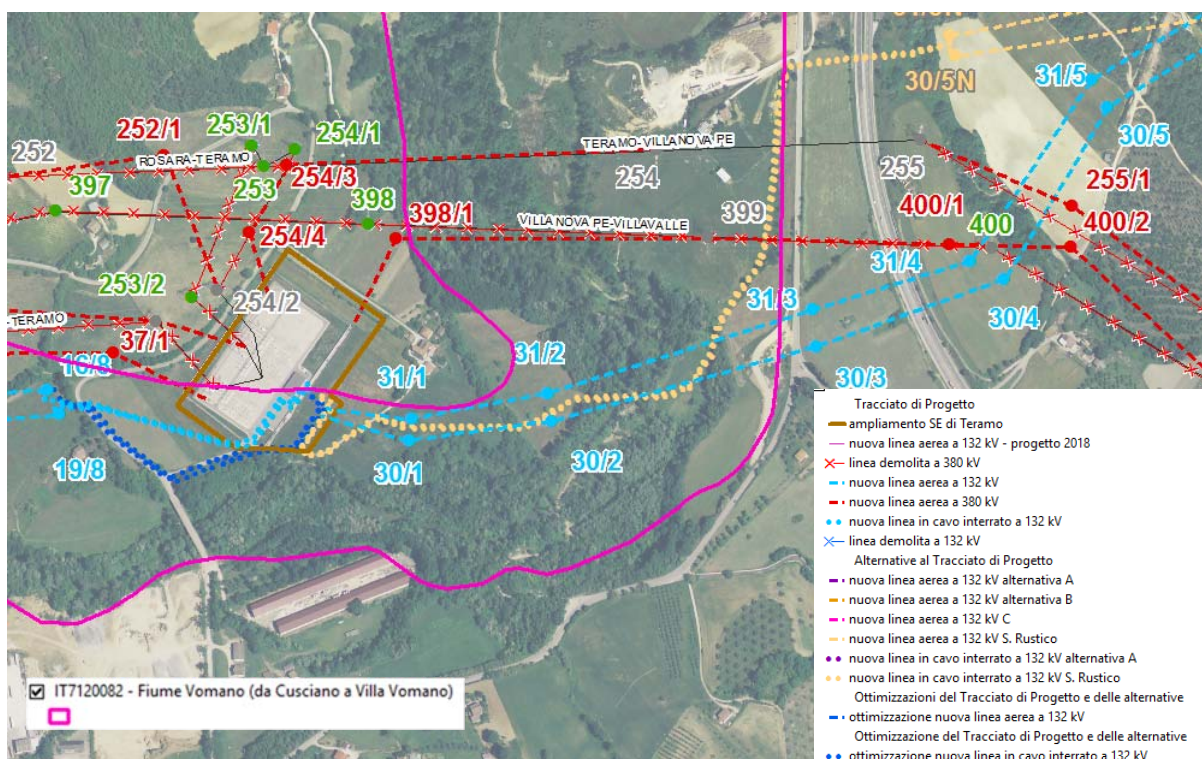 30/5N
31/5
30/5
252/1
253/1
254/1
252
ROSARA-TERAMO
TERAMO-VILLANOVA PE
397
253
254/3
254
255
255/1
398
398/1
VILLANOVA PE-VILLAVALLE
399
400/1
400
400/2
254/4
31/4
253/2
254/2
31/3
30/4
-TERAMO
37/1
16/8
31/2
31/1
30/3
19/8
30/1
30/2
Tracciato di Progetto
ampliamento SE di Teramo
nuova linea aerea a 132 kV - progetto 2018
linea demolita a 380 kV
nuova linea aerea a 132 kV
nuova linea aerea a 380 kV
nuova linea in cavo interrato a 132 kV
linea demolita a 132 kV
Alternative al Tracciato di Progetto
nuova linea aerea a 132 kV alternativa A
nuova linea aerea a 132 kV alternativa B
nuova linea aerea a 132 kV C
nuova linea aerea a 132 kV S. Rustico
nuova linea in cavo interrato a 132 kV alternativa A
nuova linea in cavo interrato a 132 kV S. Rustico
Ottimizzazioni del Tracciato di Progetto e delle alternative
ottimizzazione nuova linea aerea a 132 kV
Ottimizzazione del Tracciato di Progetto e delle alternative
ottimizzazione nuova linea in cavo interrato a 132 kV
IT7120082 - Fiume Vomano (da Cusciano a Villa Vomano)